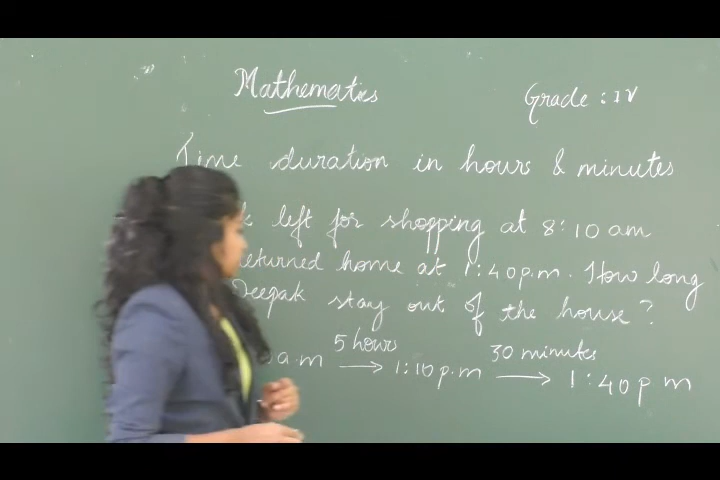 Mathematics
Grade : IV
Time duration in hours & minutes
left for shopping at 8:10 am
returned home at 1:40 p.m. How long
Deepak stay out of the house?
a.m 5 hours → 1:10 p.m 30 minutes → 1:40 p m